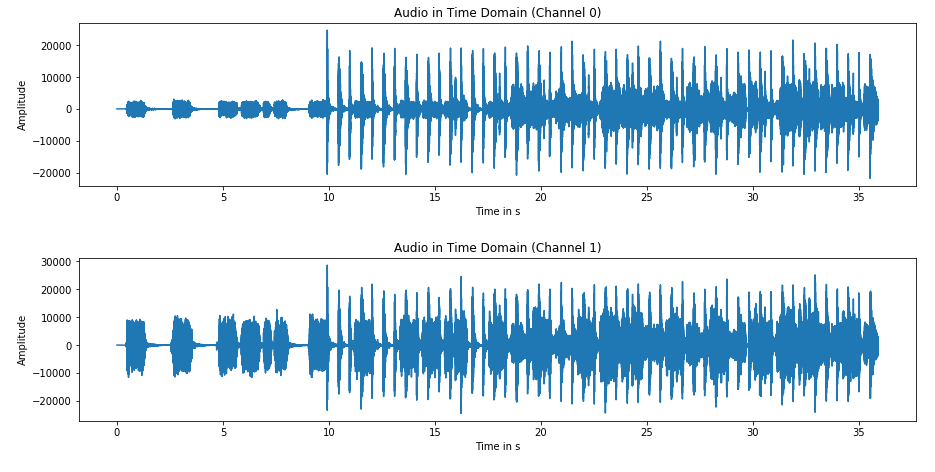 Audio in Time Domain (Channel 0)
20000
10000
0
−10000
−20000
Amplitude
0 5 10 15 20 25 30 35
Time in s
Audio in Time Domain (Channel 1)
30000
20000
10000
0
−10000
−20000
Amplitude
0 5 10 15 20 25 30 35
Time in s